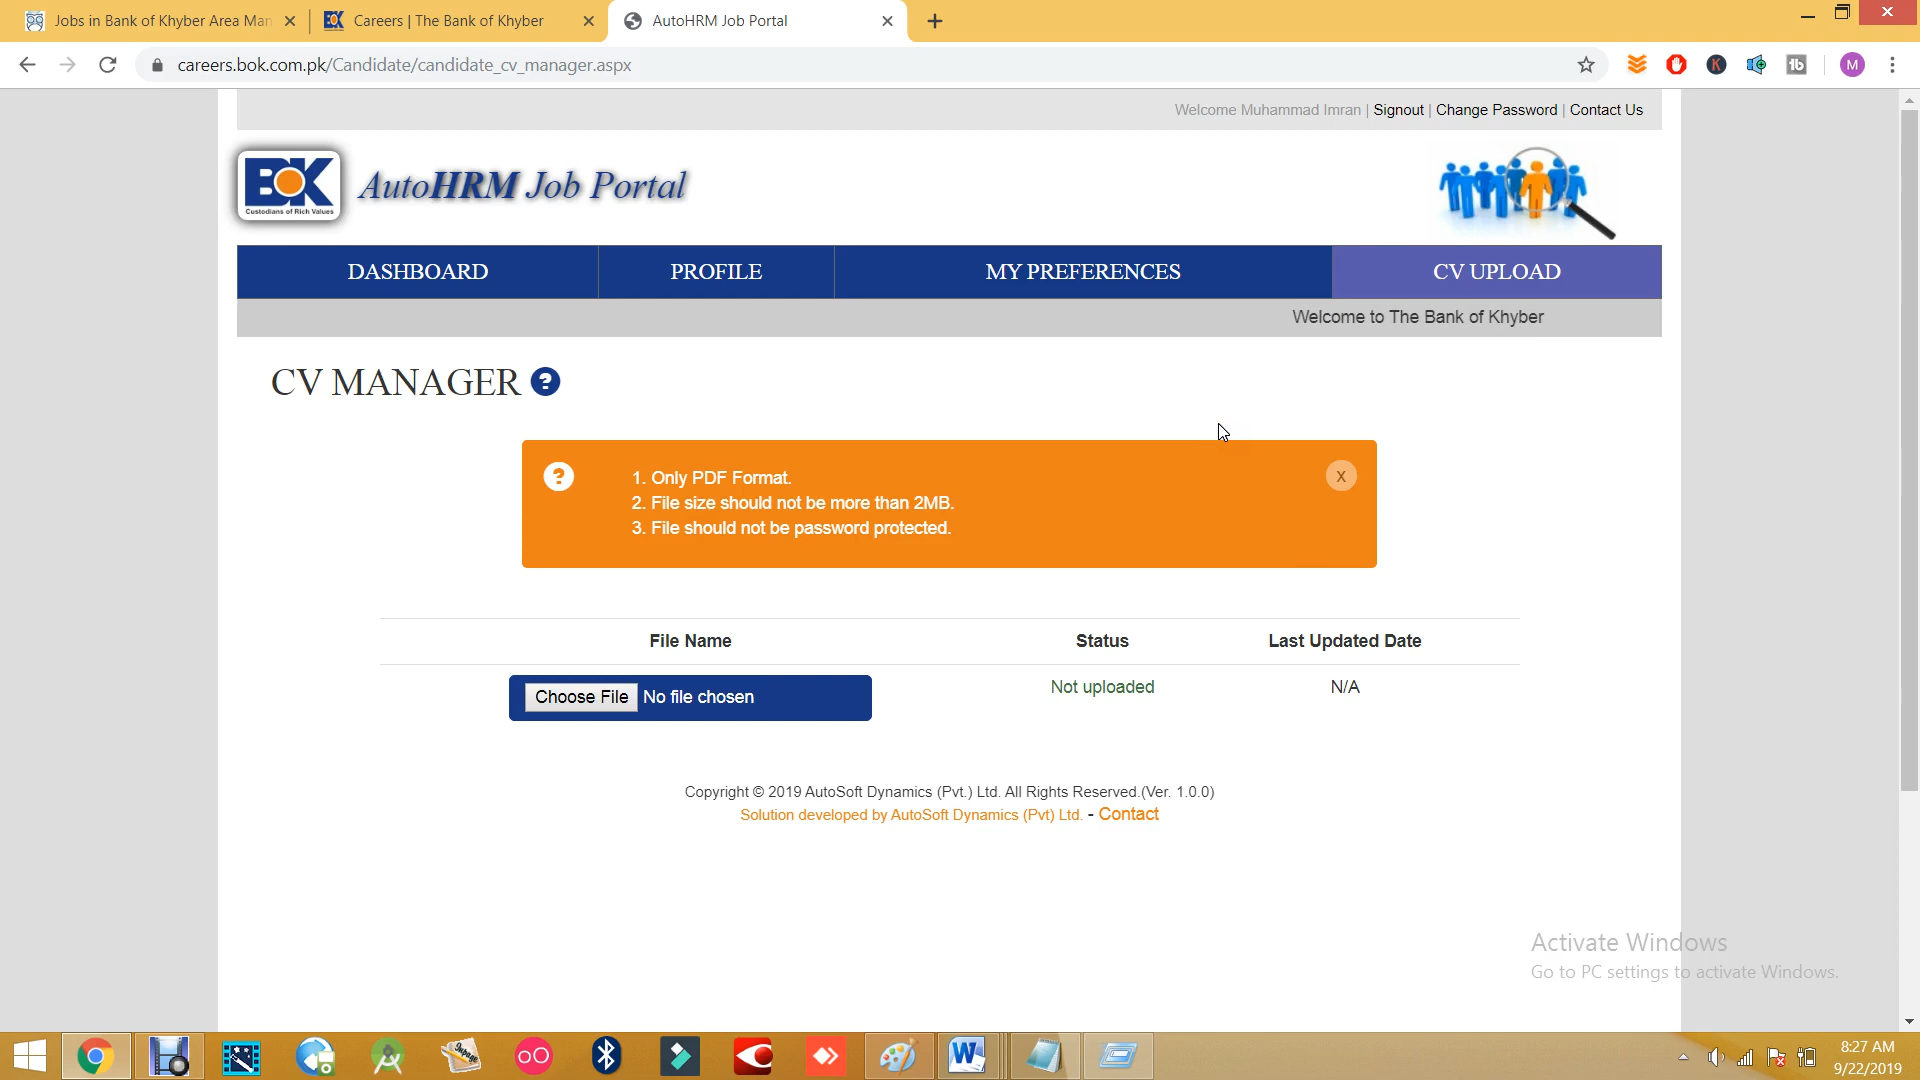 Jobs in Bank of Khyber Area Man
Careers | The Bank of Khyber
AutoHRM Job Portal
careers.bok.com.pk/Candidate/candidate_cv_manager.aspx
K
tb
M
Welcome Muhammad Imran | Signout | Change Password | Contact Us
BOK
Custodians of Rich Values
AutoHRM Job Portal
DASHBOARD
PROFILE
MY PREFERENCES
CV UPLOAD
Welcome to The Bank of Khyber
CV MANAGER ?
?
1. Only PDF Format.
X
2. File size should not be more than 2MB.
3. File should not be password protected.
File Name
Status
Last Updated Date
Choose File No file chosen
Not uploaded
N/A
Copyright © 2019 AutoSoft Dynamics (Pvt.) Ltd. All Rights Reserved.(Ver. 1.0.0)
Solution developed by AutoSoft Dynamics (Pvt) Ltd. - Contact
Activate Windows
Go to PC settings to activate Windows.
Inpage
W
8:27 AM
9/22/2019